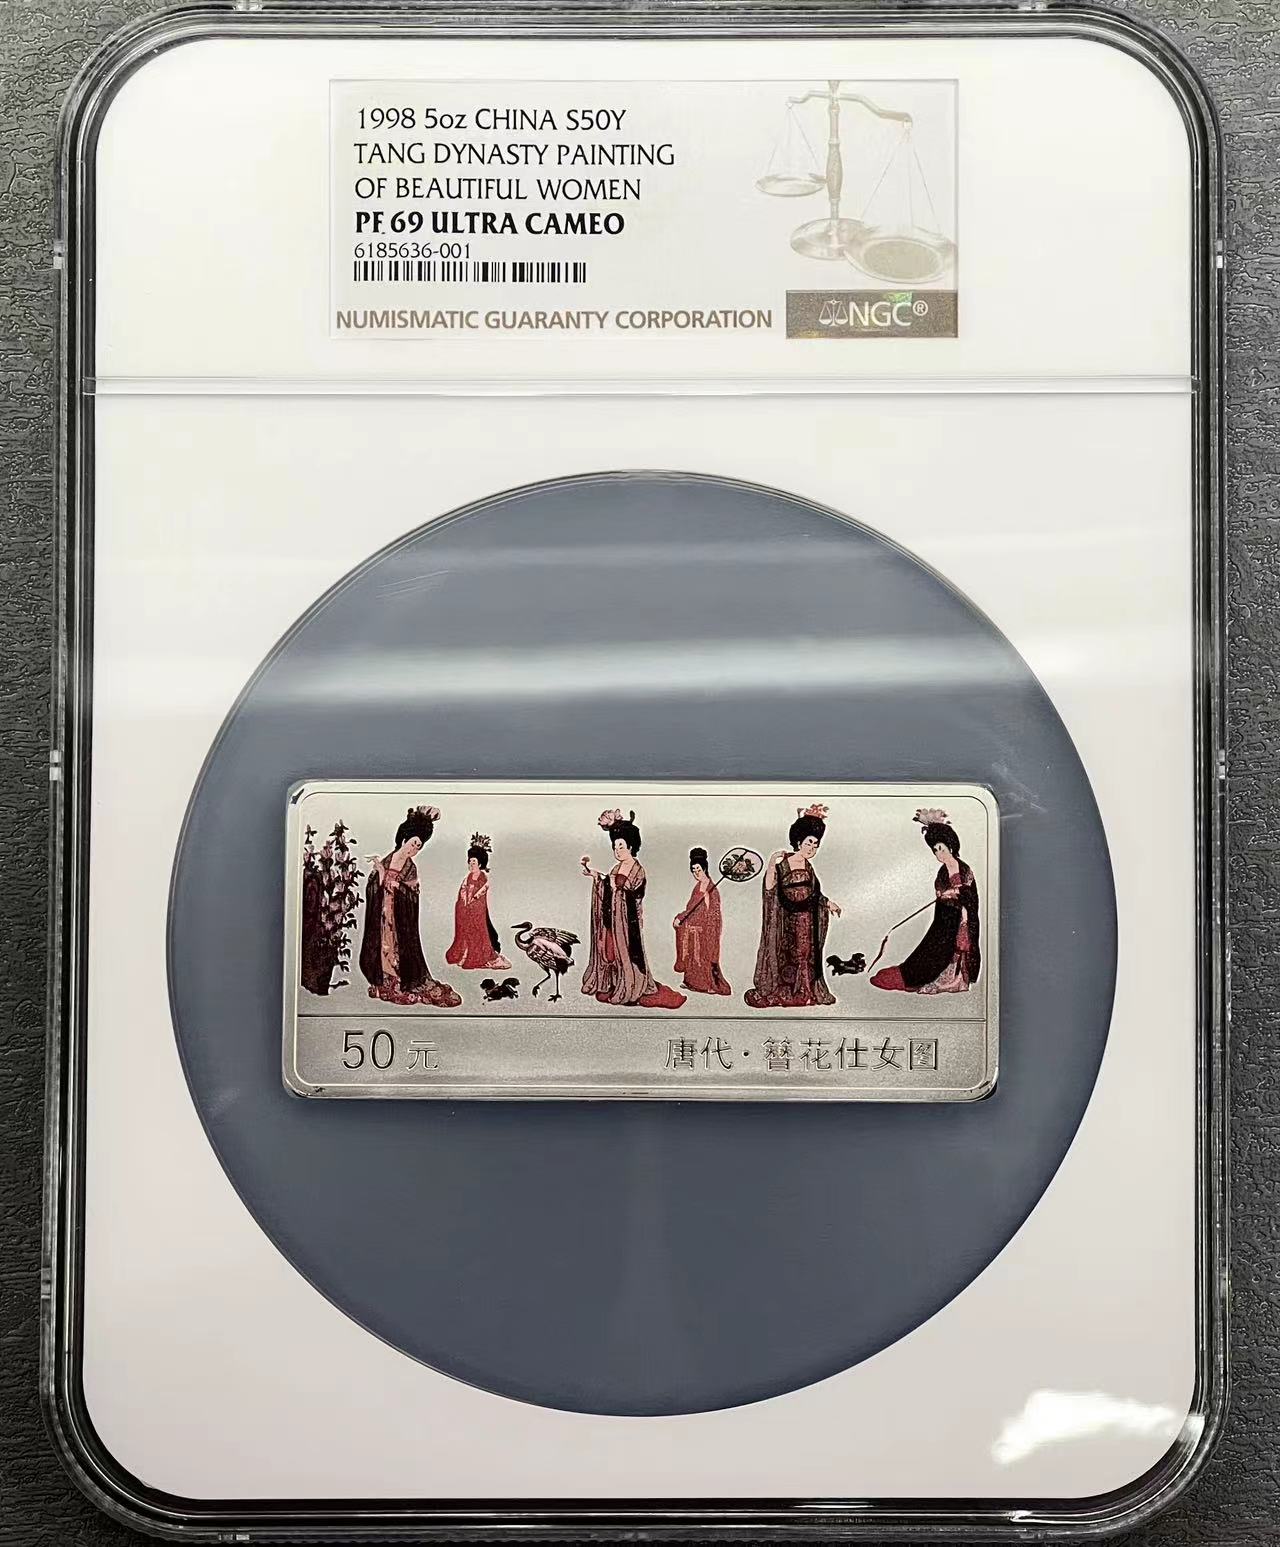 1998 5oz CHINA S50Y
TANG DYNASTY PAINTING
OF BEAUTIFUL WOMEN
PF 69 ULTRA CAMEO
6185636-001
NUMISMATIC GUARANTY CORPORATION
NGC®
50元
唐代·簪花仕女图